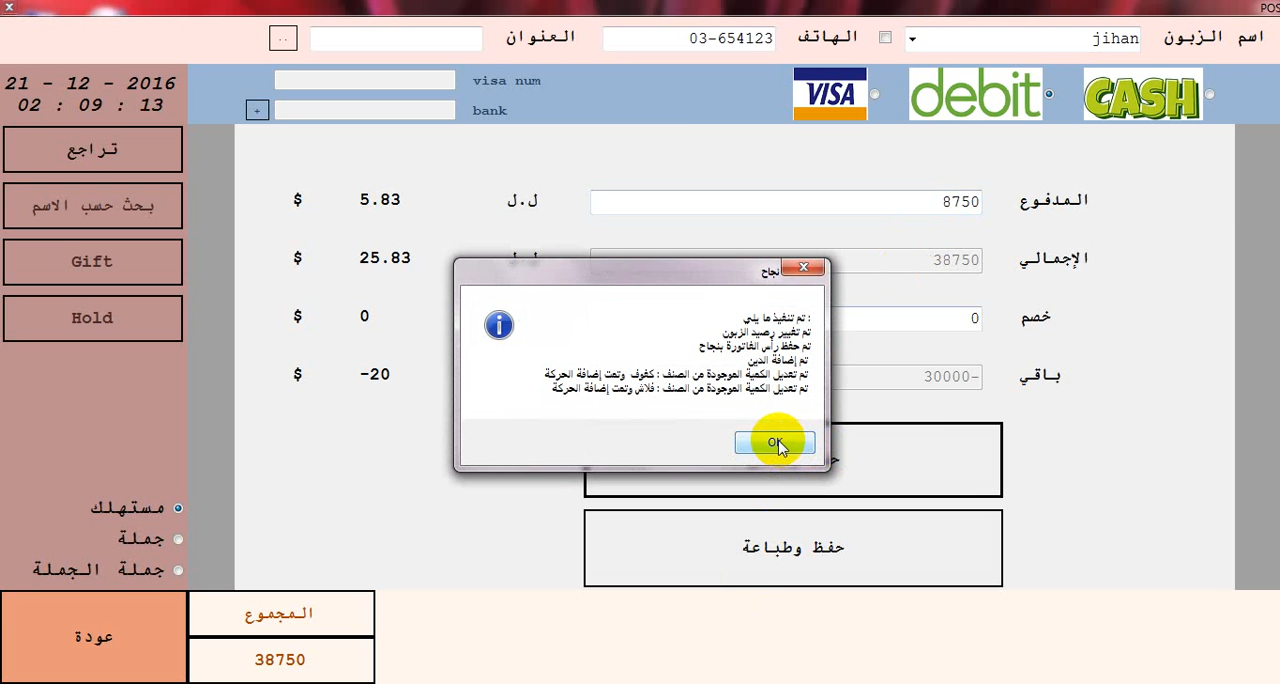 POS
اسم الزبون
jihan
الهاتف
03-654123
العنوان
..
21 - 12 - 2016
02 : 09 : 13
visa num
+
bank
VISA
debit
CASH
تراجع
بحث حسب الاسم
Gift
Hold
المدفوع
8750
ل.ل
5.83
$
الإجمالي
38750
ل.ل
25.83
$
خصم
0
0
$
باقي
30000-
-20
$
نجاح
: تم تنفيذ ما يلي
تم تغيير رصيد الزبون
تم حفظ رأس الفاتورة بنجاح
تم إضافة الدين
تم تعديل الكمية الموجودة من الصنف : كفوف وتمت إضافة الحركة
تم تعديل الكمية الموجودة من الصنف : فلاش وتمت إضافة الحركة
OK
حفظ وطباعة
مستهلك
جملة
جملة الجملة
عودة
المجموع
38750